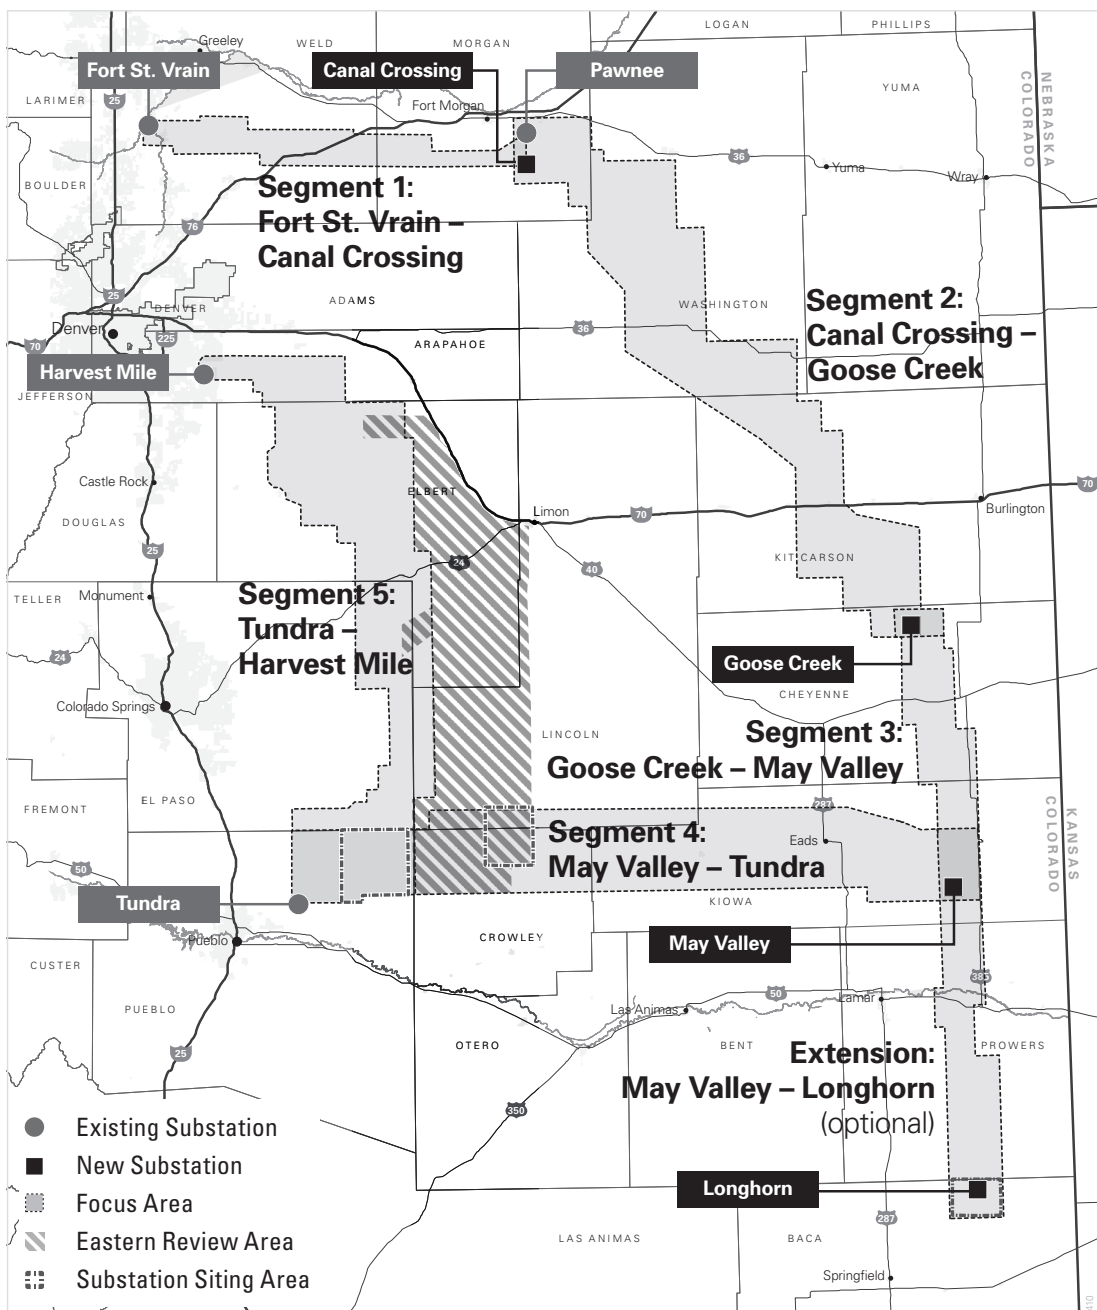 LOGAN
PHILLIPS
Greeley
WELD
MORGAN
Fort St. Vrain
Canal Crossing
Pawnee
YUMA
NEBRASKA
COLORADO
LARIMER
25
Fort Morgan
36
Yuma
Wray
BOULDER
Segment 1:
Fort St. Vrain –
Canal Crossing
76
25
DENVER
ADAMS
WASHINGTON
Segment 2:
Canal Crossing –
Goose Creek
Denver
70
225
ARAPAHOE
36
Harvest Mile
JEFFERSON
Castle Rock
ELBERT
70
DOUGLAS
Limon
70
Burlington
25
24
40
KIT CARSON
TELLER
Monument
Segment 5:
Tundra –
Harvest Mile
24
Goose Creek
CHEYENNE
Colorado Springs
LINCOLN
Segment 3:
Goose Creek – May Valley
EL PASO
FREMONT
287
KANSAS
COLORADO
Segment 4:
May Valley – Tundra
Eads
50
Tundra
KIOWA
Pueblo
CROWLEY
May Valley
CUSTER
385
50
Las Animas
Lamar
PUEBLO
OTERO
BENT
PROWERS
25
Extension:
May Valley – Longhorn
(optional)
350
Existing Substation
New Substation
Longhorn
Focus Area
287
Eastern Review Area
LAS ANIMAS
BACA
Substation Siting Area
Springfield